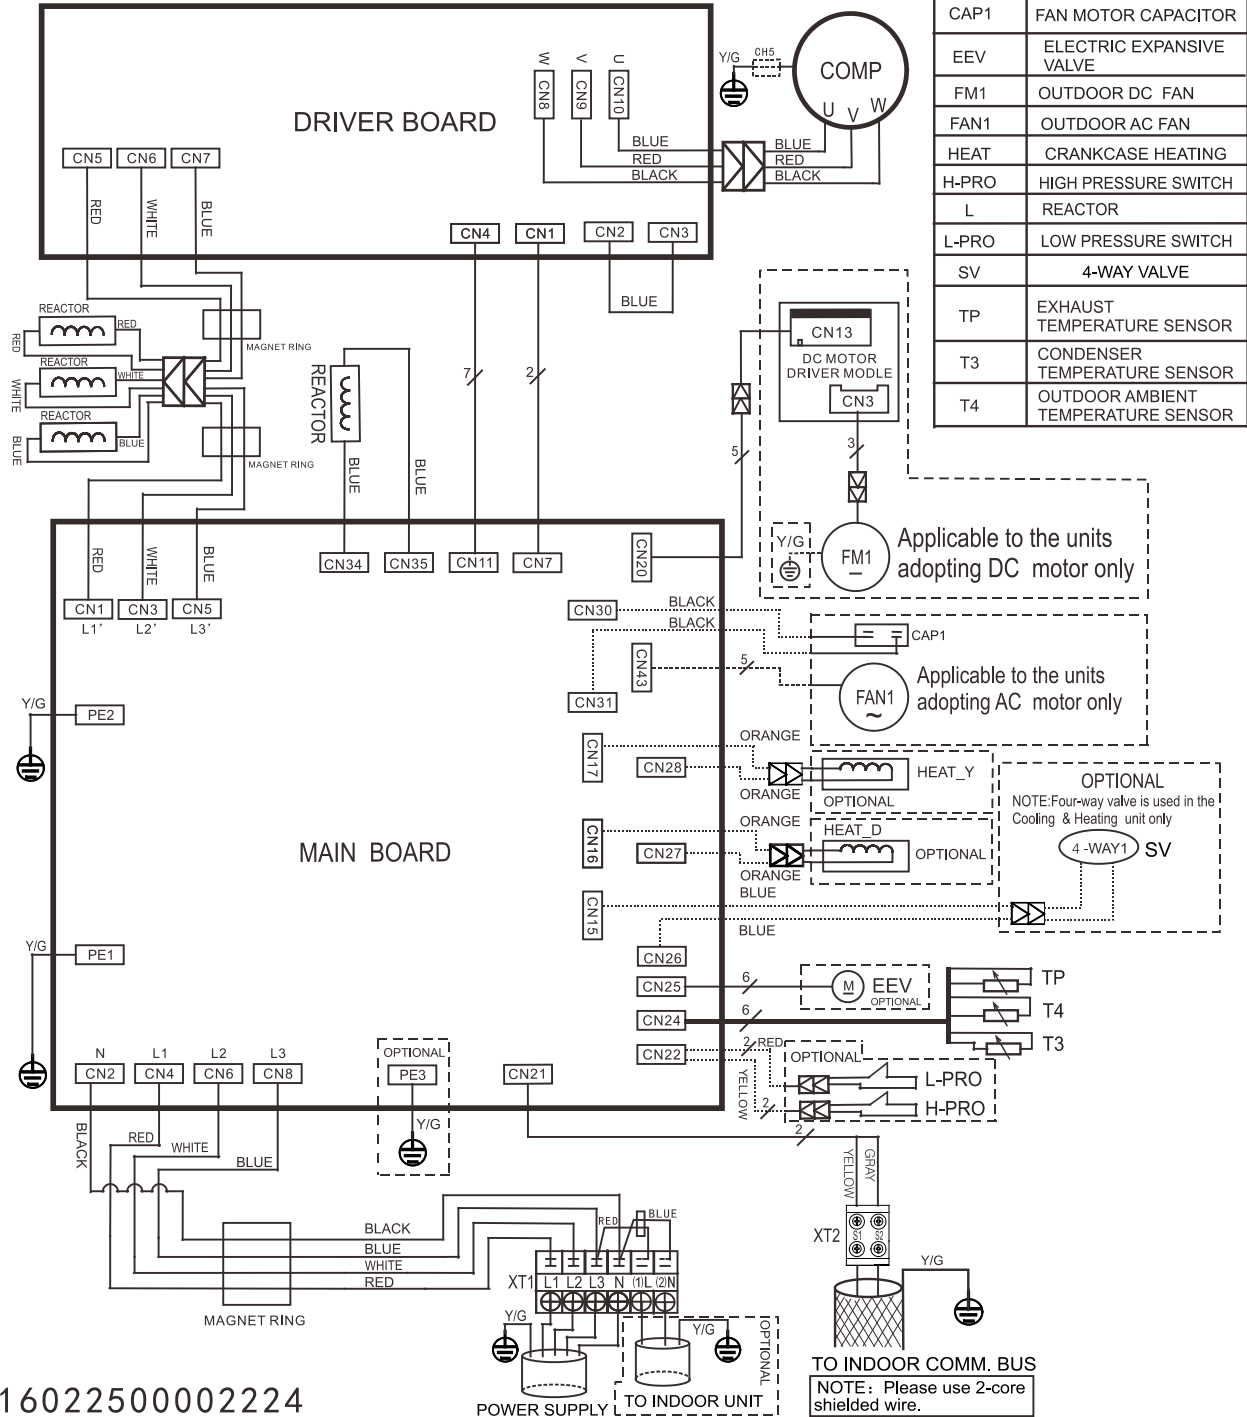 CAP1 FAN MOTOR CAPACITOR
EEV ELECTRIC EXPANSIVE
VALVE
FM1 OUTDOOR DC FAN
FAN1 OUTDOOR AC FAN
HEAT CRANKCASE HEATING
H-PRO HIGH PRESSURE SWITCH
L REACTOR
L-PRO LOW PRESSURE SWITCH
SV 4-WAY VALVE
TP EXHAUST
TEMPERATURE SENSOR
T3 CONDENSER
TEMPERATURE SENSOR
T4 OUTDOOR AMBIENT
TEMPERATURE SENSOR
DRIVER BOARD
W V U
CN8 CN9 CN10
Y/G CH5
COMP
U V W
BLUE BLUE
RED RED
BLACK BLACK
CN5 CN6 CN7
RED WHITE BLUE
CN4 CN1 CN2 CN3
BLUE
REACTOR
RED
RED
MAGNET RING
REACTOR
WHITE
WHITE
REACTOR
BLUE
BLUE
MAGNET RING
REACTOR
BLUE BLUE
7 2
CN13
DC MOTOR
DRIVER MODLE
CN3
5 3
Y/G
FM1
Applicable to the units
adopting DC motor only
RED WHITE BLUE
CN1 CN3 CN5
L1' L2' L3'
CN34 CN35 CN11 CN7 CN20
CN30 BLACK
BLACK
CAP1
CN43 5
CN31
FAN1
Applicable to the units
adopting AC motor only
Y/G PE2
CN17 ORANGE
CN28 ORANGE
HEAT_Y
OPTIONAL
OPTIONAL
NOTE:Four-way valve is used in the
Cooling & Heating unit only
4 -WAY1 SV
MAIN BOARD
CN16 ORANGE
CN27 ORANGE
HEAT_D
OPTIONAL
CN15 BLUE
BLUE
CN26
Y/G PE1
CN25 6
M EEV
OPTIONAL
CN24 6
TP
T4
T3
CN22 2 RED
YELLOW 2
OPTIONAL
L-PRO
H-PRO
N L1 L2 L3
CN2 CN4 CN6 CN8
OPTIONAL
PE3
Y/G
CN21
2
BLACK RED WHITE BLUE
YELLOW GRAY
BLACK
BLUE
WHITE
RED
MAGNET RING
RED BLUE
XT1 L1 L2 L3 N (1)L (2)N
Y/G Y/G
OPTIONAL
POWER SUPPLY
TO INDOOR UNIT
XT2 S1 S2
Y/G
TO INDOOR COMM. BUS
NOTE: Please use 2-core
shielded wire.
16022500002224